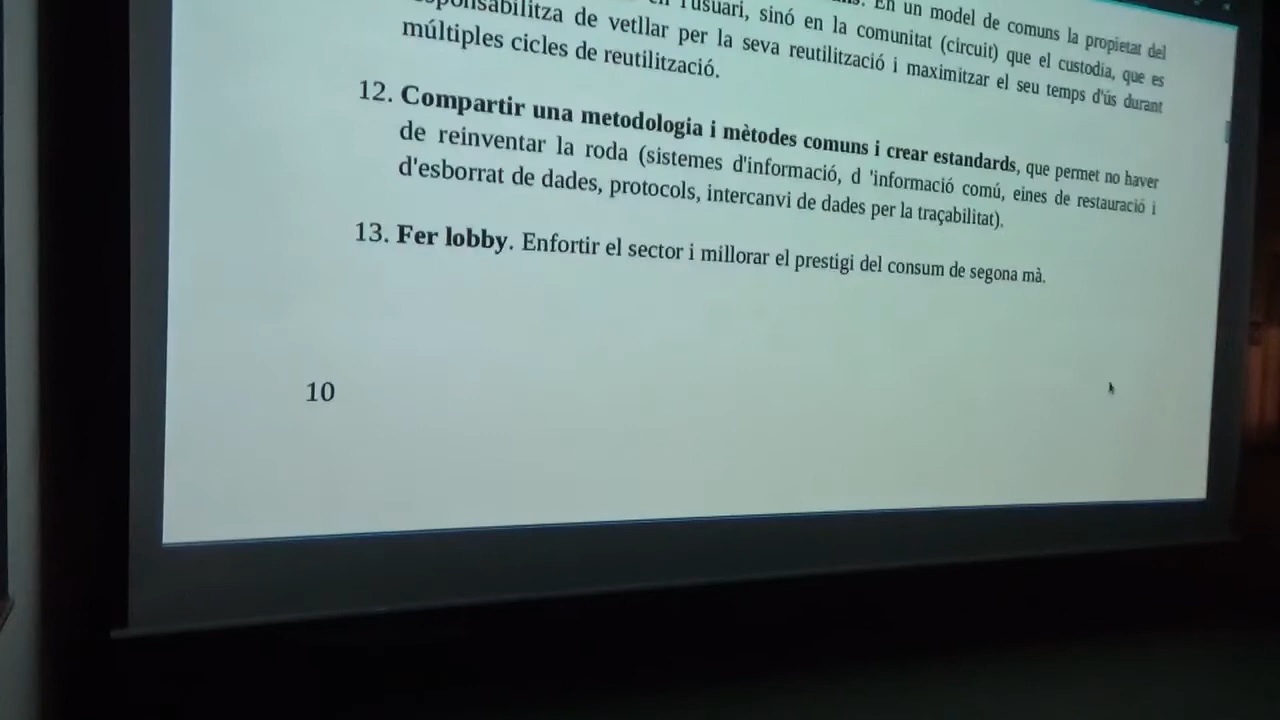 En un model de comuns la propietat del
l'usuari, sinó en la comunitat (circuit) que el custodia, que es
de vetllar per la seva reutilització i maximitzar el seu temps d'ús durant
múltiples cicles de reutilització.
12. Compartir una metodologia i mètodes comuns i crear estandards, que permet no haver
de reinventar la roda (sistemes d'informació, d 'informació comú, eines de restauració i
d'esborrat de dades, protocols, intercanvi de dades per la traçabilitat).
13. Fer lobby. Enfortir el sector i millorar el prestigi del consum de segona mà.
10